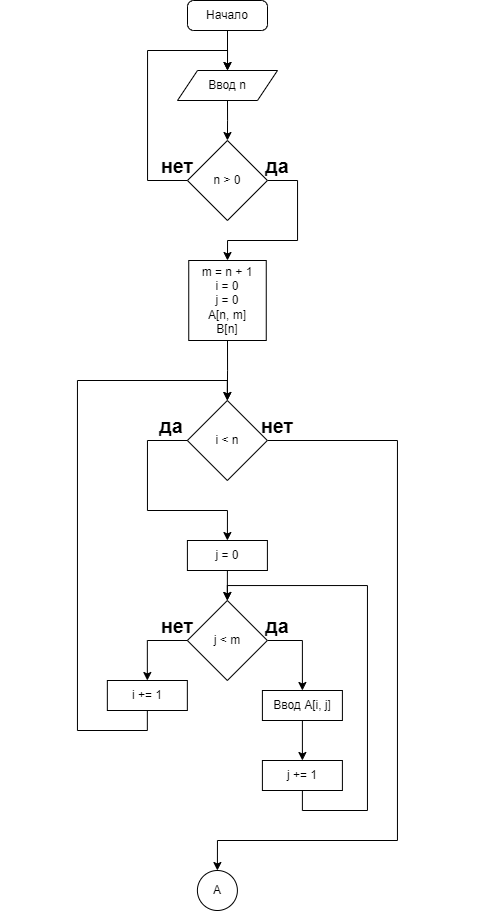 Начало
Ввод n
нет
да
n > 0
m = n + 1
i = 0
j = 0
A[n, m]
B[n]
да
нет
i < n
j = 0
нет
да
j < m
i += 1
Ввод A[i, j]
j += 1
A